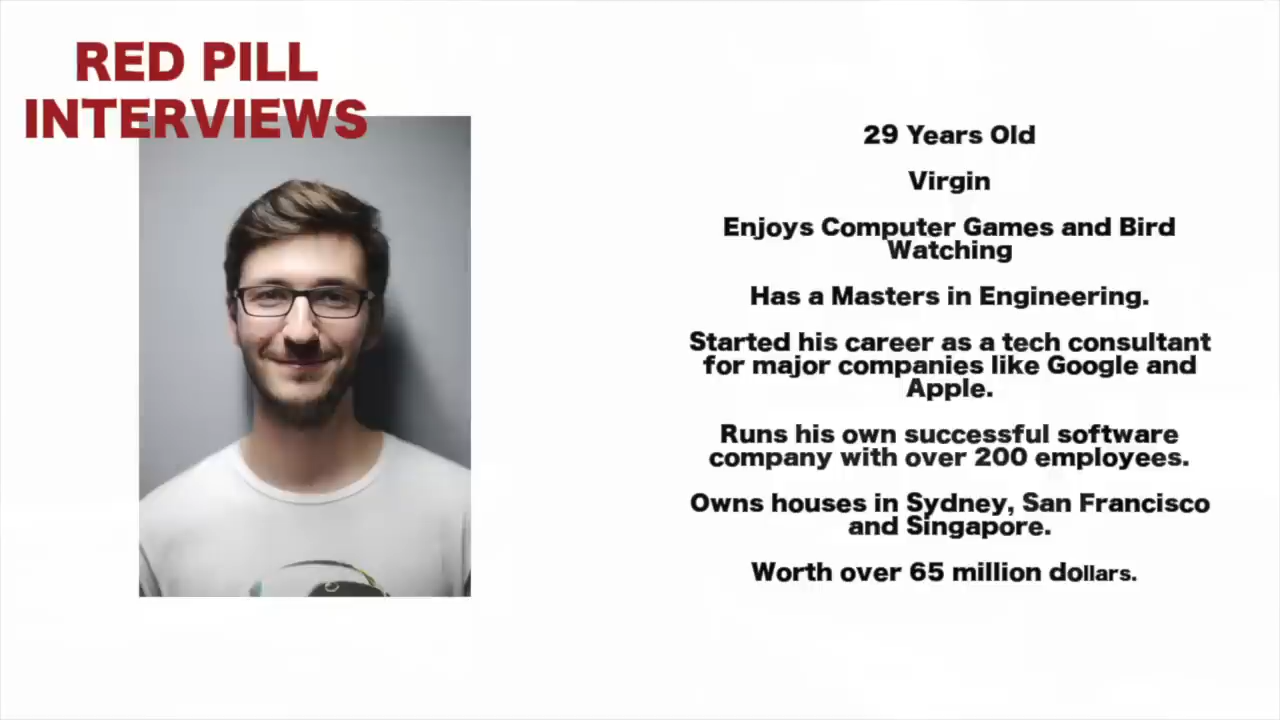 RED PILL
INTERVIEWS
29 Years Old
Virgin
Enjoys Computer Games and Bird
Watching
Has a Masters in Engineering.
Started his career as a tech consultant
for major companies like Google and
Apple.
Runs his own successful software
company with over 200 employees.
Owns houses in Sydney, San Francisco
and Singapore.
Worth over 65 million dollars.